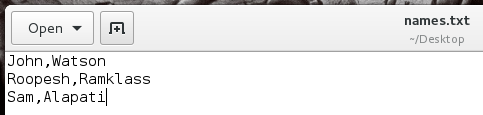 Open
names.txt
~/Desktop
John,Watson
Roopesh,Ramklass
Sam,Alapati